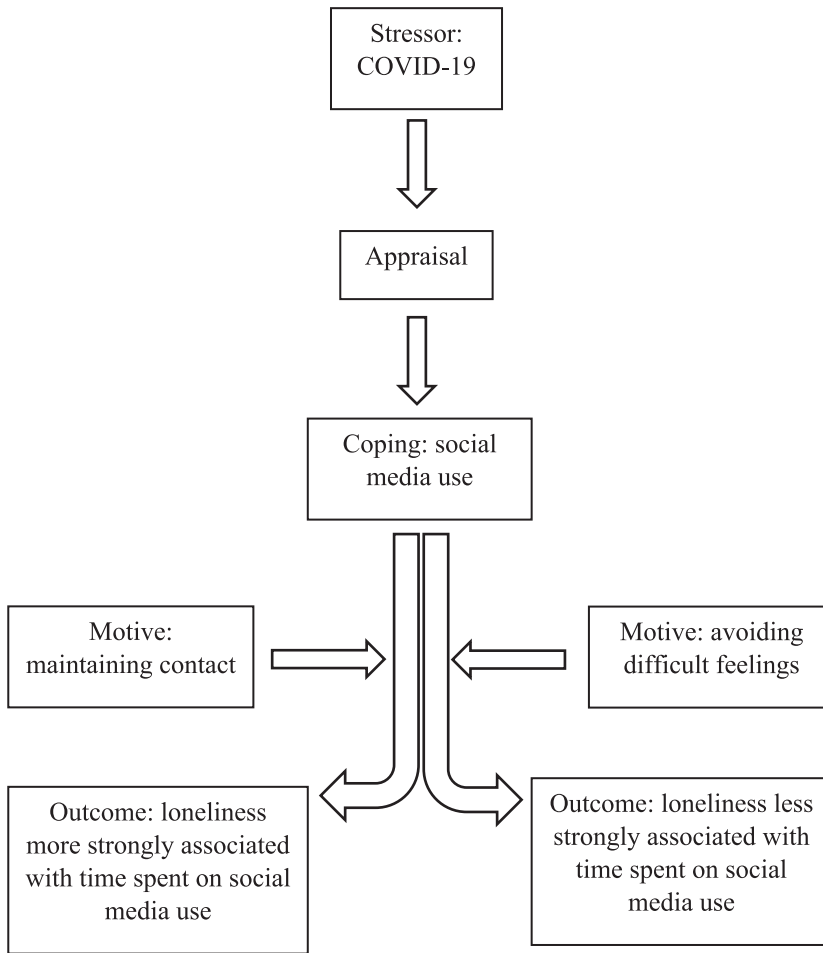 Stressor:
COVID-19
Appraisal
Coping: social
media use
Motive:
maintaining contact
Motive: avoiding
difficult feelings
Outcome: loneliness
more strongly associated
with time spent on social
media use
Outcome: loneliness less
strongly associated with
time spent on social
media use